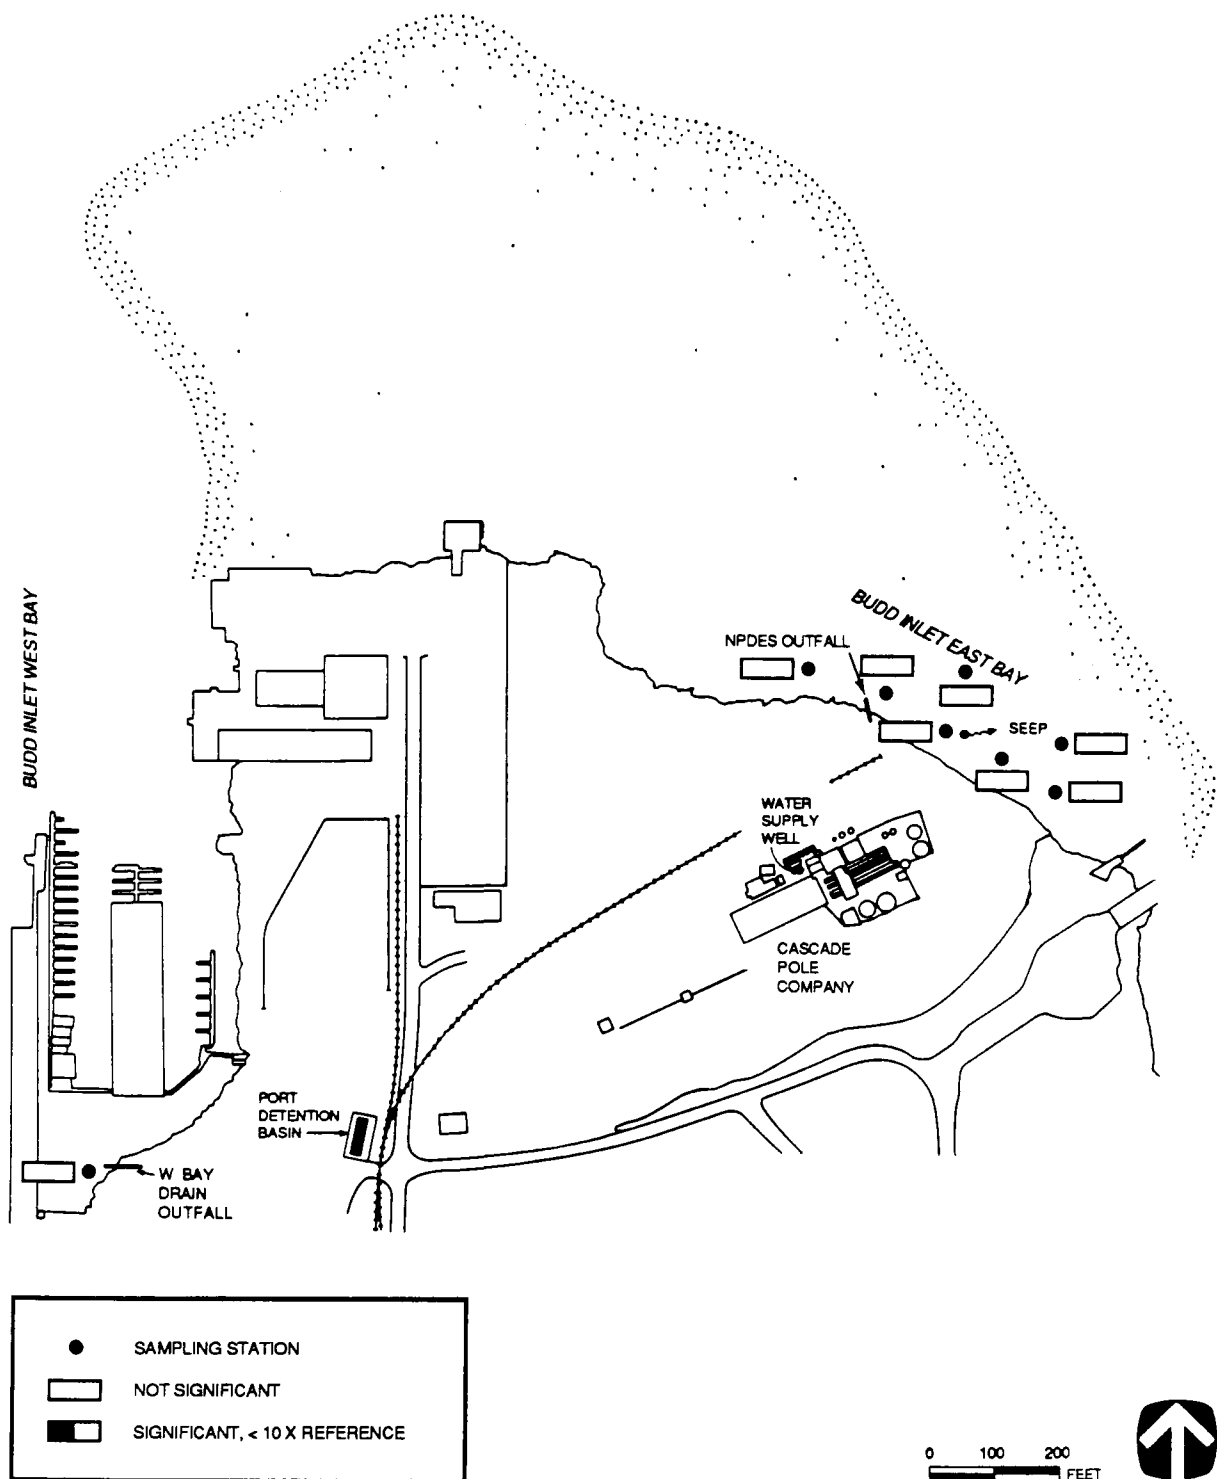 BUDD INLET WEST BAY
BUDD INLET EAST BAY
NPDES OUTFALL
SEEP
WATER
SUPPLY
WELL
CASCADE
POLE
COMPANY
PORT
DETENTION
BASIN
W BAY
DRAIN
OUTFALL
SAMPLING STATION
NOT SIGNIFICANT
SIGNIFICANT, < 10 X REFERENCE
0 100 200
FEET